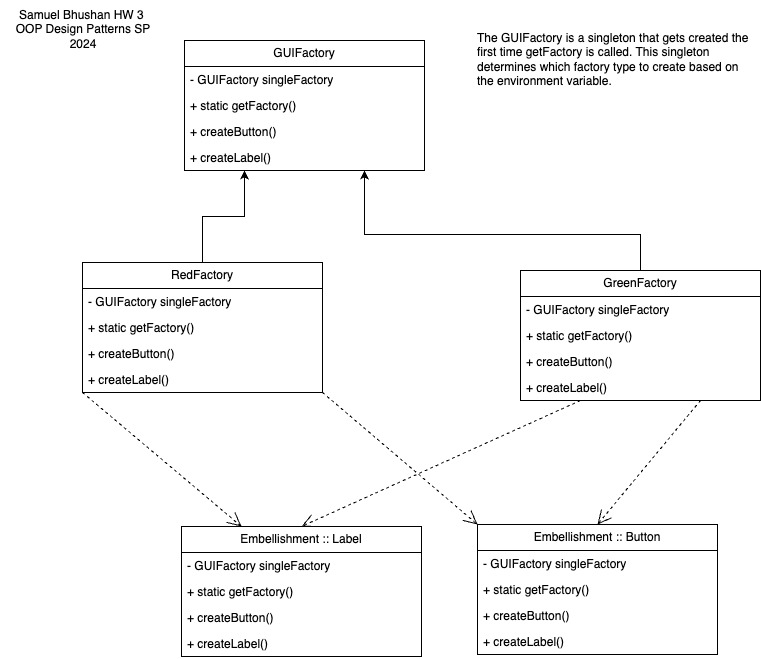 Samuel Bhushan HW 3
OOP Design Patterns SP
2024
The GUIFactory is a singleton that gets created the
first time getFactory is called. This singleton
determines which factory type to create based on
the environment variable.
GUIFactory
- GUIFactory singleFactory
+ static getFactory()
+ createButton()
+ createLabel()
RedFactory
- GUIFactory singleFactory
+ static getFactory()
+ createButton()
+ createLabel()
GreenFactory
- GUIFactory singleFactory
+ static getFactory()
+ createButton()
+ createLabel()
Embellishment :: Label
- GUIFactory singleFactory
+ static getFactory()
+ createButton()
+ createLabel()
Embellishment :: Button
- GUIFactory singleFactory
+ static getFactory()
+ createButton()
+ createLabel()